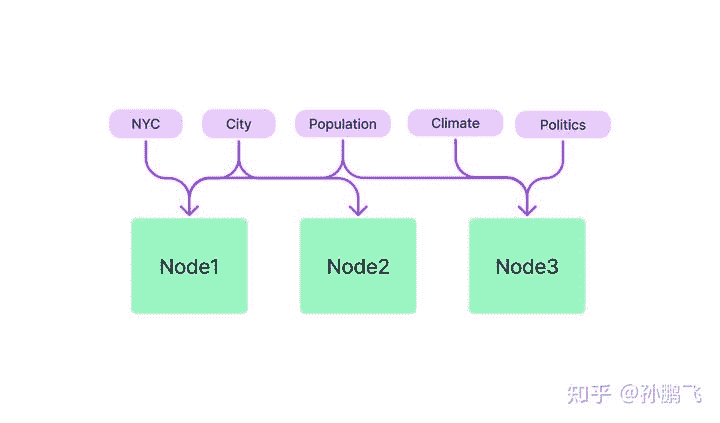 NYC
City
Population
Climate
Politics
Node1
Node2
Node3
知乎 @孙鹏飞